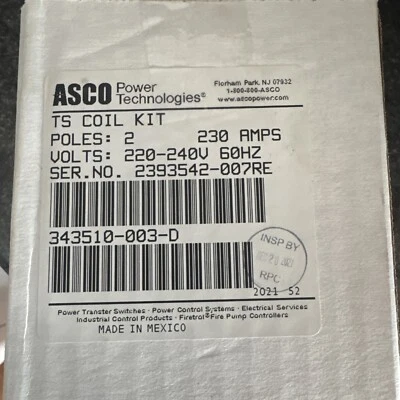 ASCO Power Technologies®
Florham Park, NJ 07932
1-800-800-ASCO
www.ascopower.com
TS COIL KIT
POLES: 2 230 AMPS
VOLTS: 220-240V 60HZ
SER.NO. 2393542-007RE
343510-003-D
INSP BY
RPC
2021 52
Power Transfer Switches · Power Control Systems · Electrical Services
Industrial Control Products · Firetrol® Fire Pump Controllers
MADE IN MEXICO